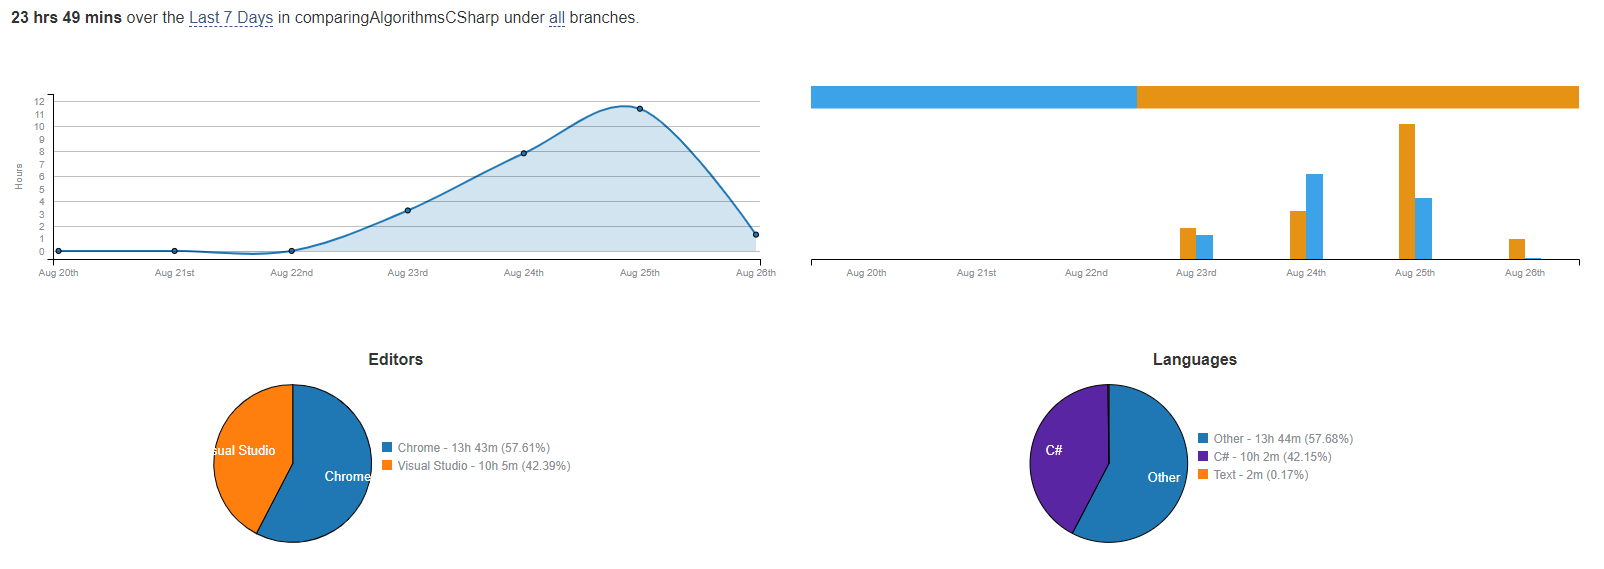 23 hrs 49 mins over the Last 7 Days in comparingAlgorithmsCSharp under all branches.
Hours
12
11
10
9
8
7
6
5
4
3
2
1
0
Aug 20th Aug 21st Aug 22nd Aug 23rd Aug 24th Aug 25th Aug 26th
Aug 20th Aug 21st Aug 22nd Aug 23rd Aug 24th Aug 25th Aug 26th
Editors
sual Studio
Chrome
Chrome - 13h 43m (57.61%)
Visual Studio - 10h 5m (42.39%)
Languages
C#
Other
Other - 13h 44m (57.68%)
C# - 10h 2m (42.15%)
Text - 2m (0.17%)